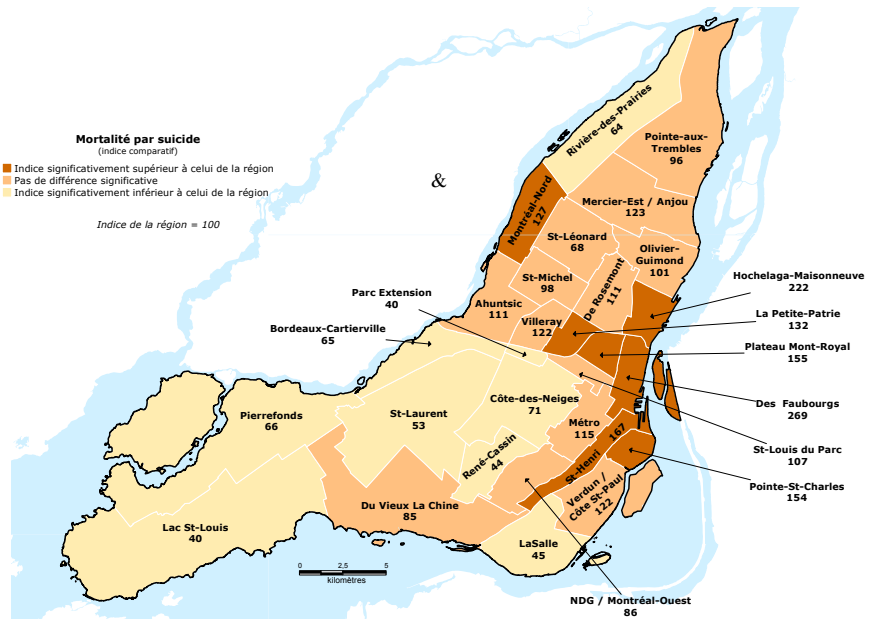 Mortalité par suicide
(indice comparatif)
Indice significativement supérieur à celui de la région
Pas de différence significative
Indice significativement inférieur à celui de la région
Indice de la région = 100
&
Rivière-des-Prairies
64
Pointe-aux-
Trembles
96
Montréal-Nord
127
Mercier-Est / Anjou
123
St-Léonard
68
Olivier-
Guimond
101
St-Michel
98
De Rosemont
111
Hochelaga-Maisonneuve
222
Parc Extension
40
Ahuntsic
111
Villeray
122
La Petite-Patrie
132
Bordeaux-Cartierville
65
Plateau Mont-Royal
155
Pierrefonds
66
St-Laurent
53
Côte-des-Neiges
71
Des Faubourgs
269
Métro
115
St-Louis du Parc
107
René-Cassin
44
St-Henri 167
Pointe-St-Charles
154
Verdun /
Côte St-Paul
122
Du Vieux La Chine
85
Lac St-Louis
40
LaSalle
45
0 2,5 5
kilomètres
NDG / Montréal-Ouest
86